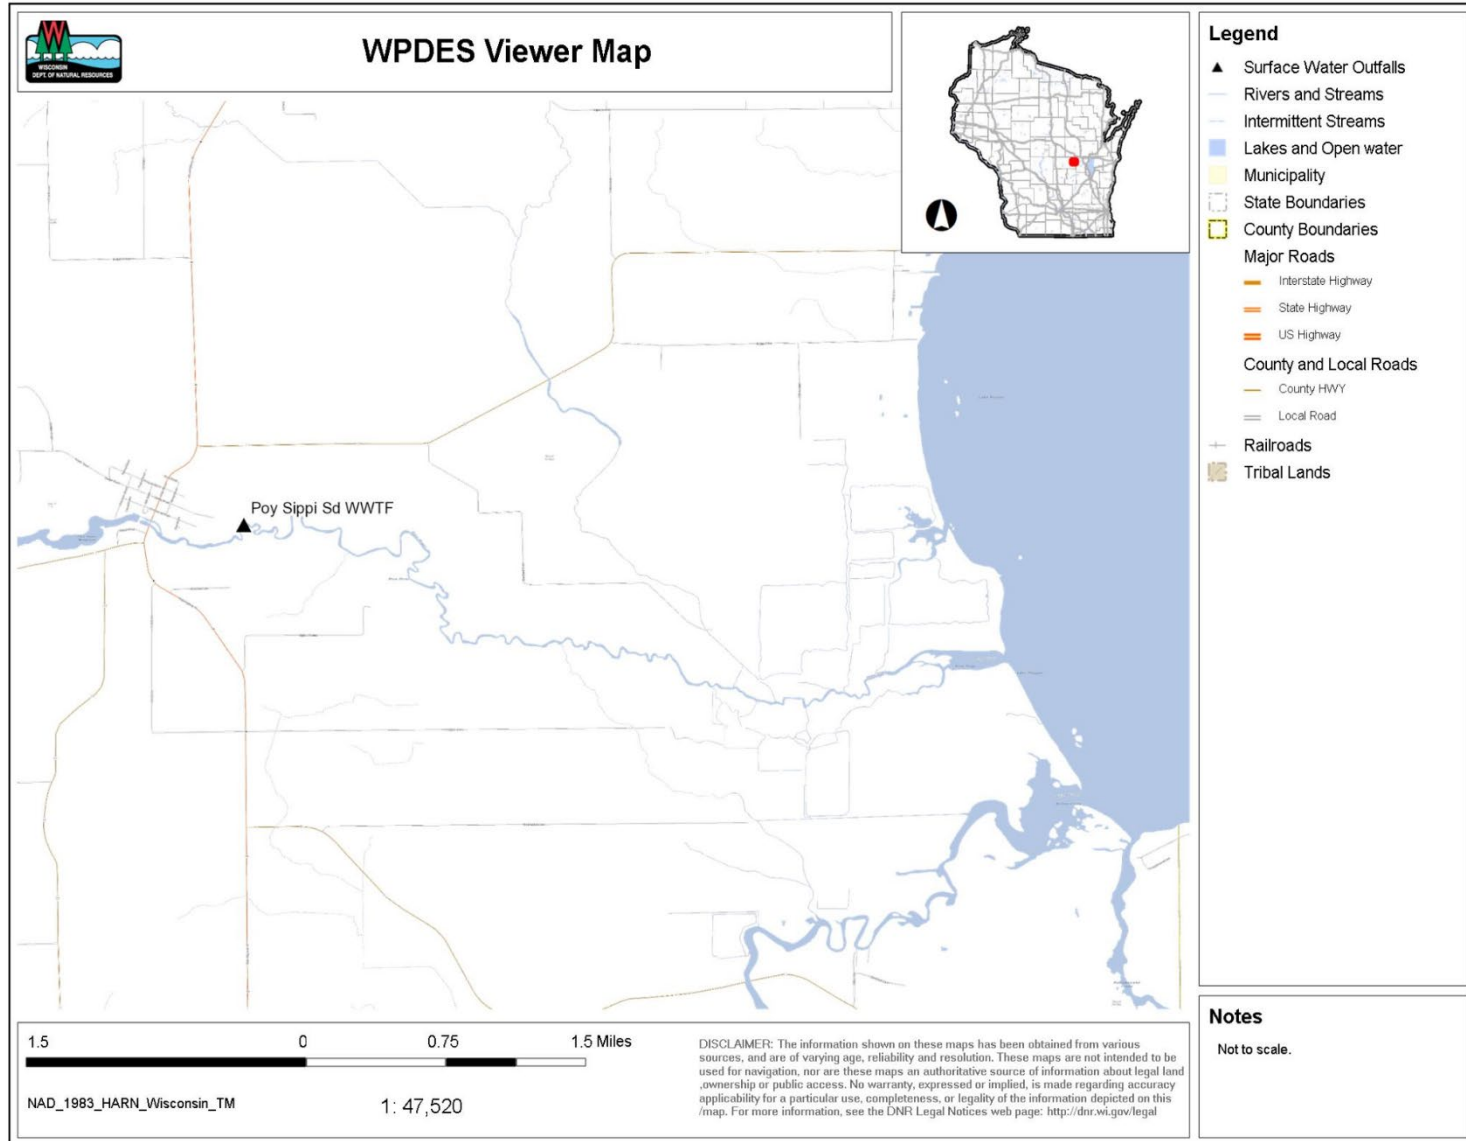 WISCONSIN
DEPT. OF NATURAL RESOURCES
WPDES Viewer Map
Poy Sippi Sd WWTF
Legend
Surface Water Outfalls
Rivers and Streams
Intermittent Streams
Lakes and Open water
Municipality
State Boundaries
County Boundaries
Major Roads
Interstate Highway
State Highway
US Highway
County and Local Roads
County HWY
Local Road
Railroads
Tribal Lands
Notes
Not to scale.
1.5 0 0.75 1.5 Miles
NAD_1983_HARN_Wisconsin_TM
1: 47,520
DISCLAIMER: The information shown on these maps has been obtained from various
sources, and are of varying age, reliability and resolution. These maps are not intended to be
used for navigation, nor are these maps an authoritative source of information about legal land
,ownership or public access. No warranty, expressed or implied, is made regarding accuracy
applicability for a particular use, completeness, or legality of the information depicted on this
/map. For more information, see the DNR Legal Notices web page: http://dnr.wi.gov/legal